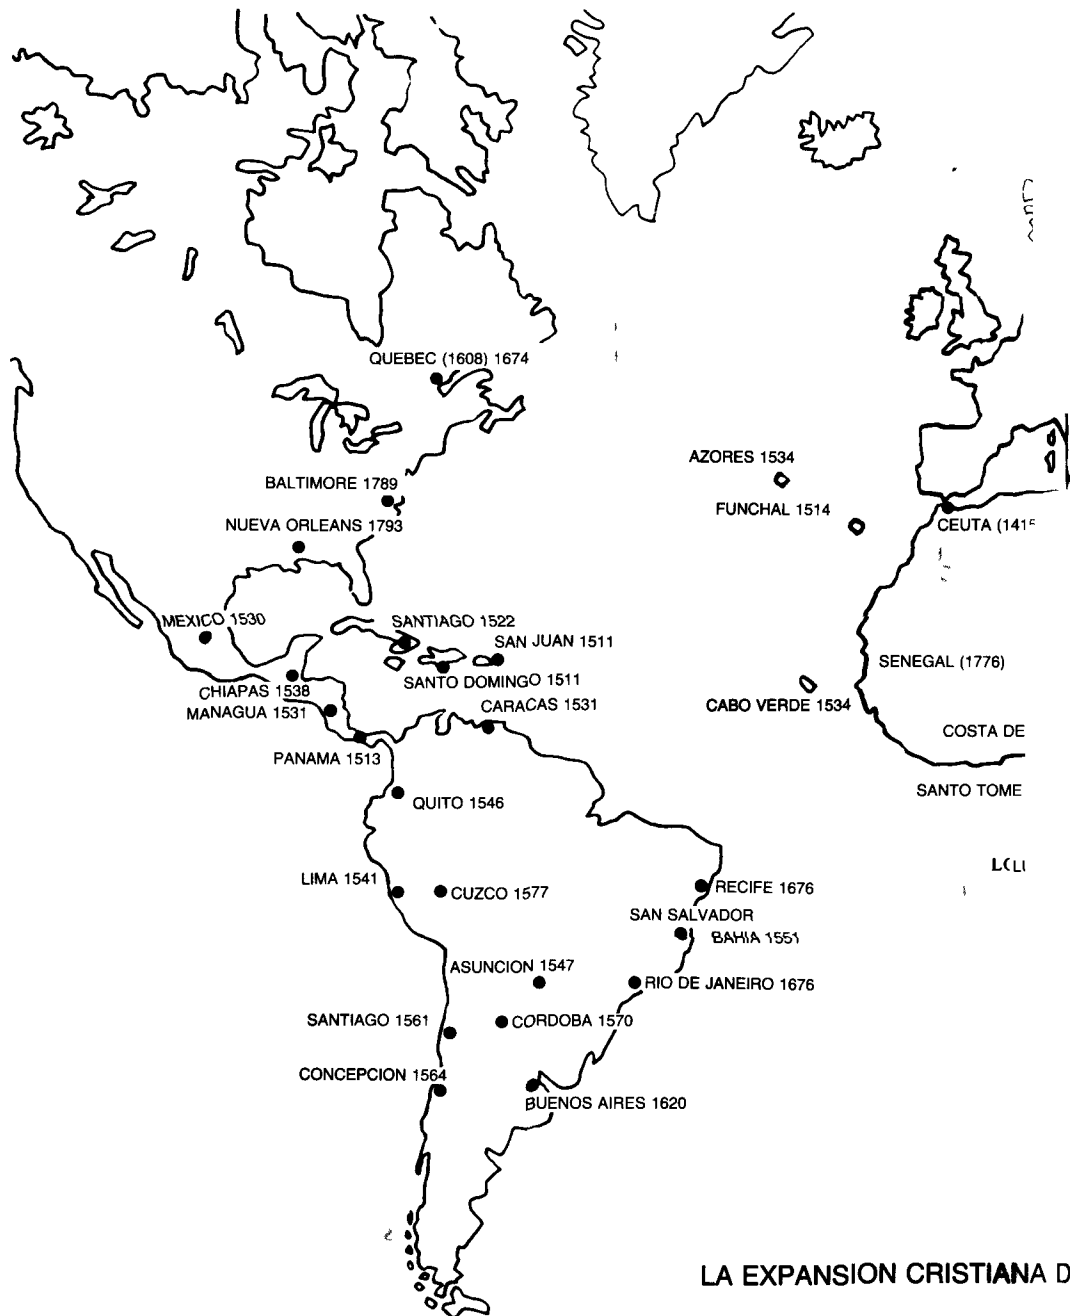 QUEBEC (1608) 1674
AZORES 1534
BALTIMORE 1789
FUNCHAL 1514
NUEVA ORLEANS 1793
CEUTA (1415
MEXICO 1530
SANTIAGO 1522
SAN JUAN 1511
SENEGAL (1776)
SANTO DOMINGO 1511
CHIAPAS 1538
MANAGUA 1531
CARACAS 1531
CABO VERDE 1534
COSTA DE
PANAMA 1513
SANTO TOME
QUITO 1546
LIMA 1541
CUZCO 1577
RECIFE 1676
SAN SALVADOR
BAHIA 1551
ASUNCION 1547
RIO DE JANEIRO 1676
SANTIAGO 1561
CORDOBA 1570
CONCEPCION 1564
BUENOS AIRES 1620
LA EXPANSION CRISTIANA D